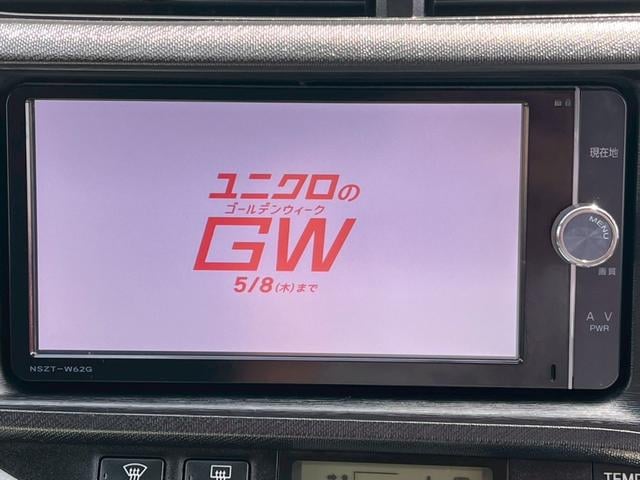 ユニクロの
ゴールデンウィーク
GW
5/8(木)まで
現在地
MENU
画質
A V
PWR
NSZT-W62G
TEMP